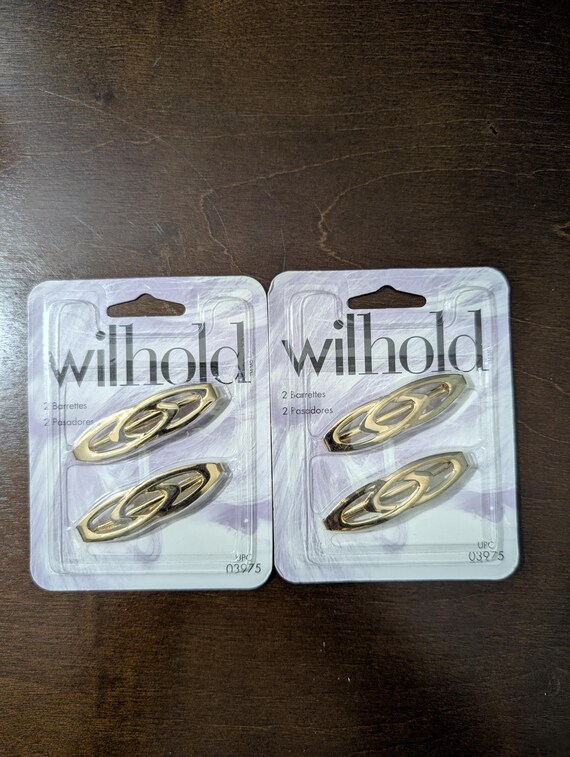 wilhold
2 Barrettes
2 Pasadores
UPC
03975
wilhold
2 Barrettes
2 Pasadores
UPC
03975